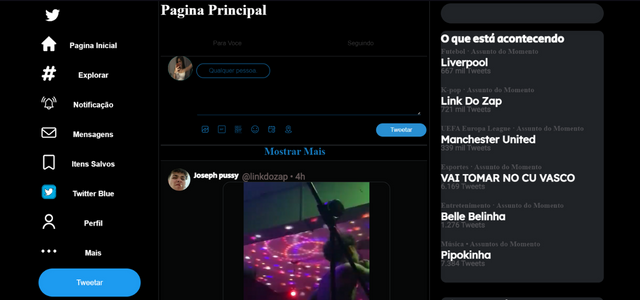 Pagina Inicial
Explorar
Notificação
Mensagens
Itens Salvos
Twitter Blue
Perfil
Mais
Tweetar
Pagina Principal
Para Você
Seguindo
Qualquer pessoa
Tweetar
Mostrar Mais
Joseph pussy @linkdozap • 4h
O que está acontecendo
Futebol · Assunto do Momento
Liverpool
667 mil Tweets
K-pop · Assunto do Momento
Link Do Zap
721 mil Tweets
UEFA Europa League · Assunto do Momento
Manchester United
339 mil Tweets
Esportes · Assunto do Momento
VAI TOMAR NO CU VASCO
6.169 Tweets
Entretenimento · Assunto do Momento
Belle Belinha
1.276 Tweets
Música • Assuntos do Momento
Pipokinha
7.384 Tweets